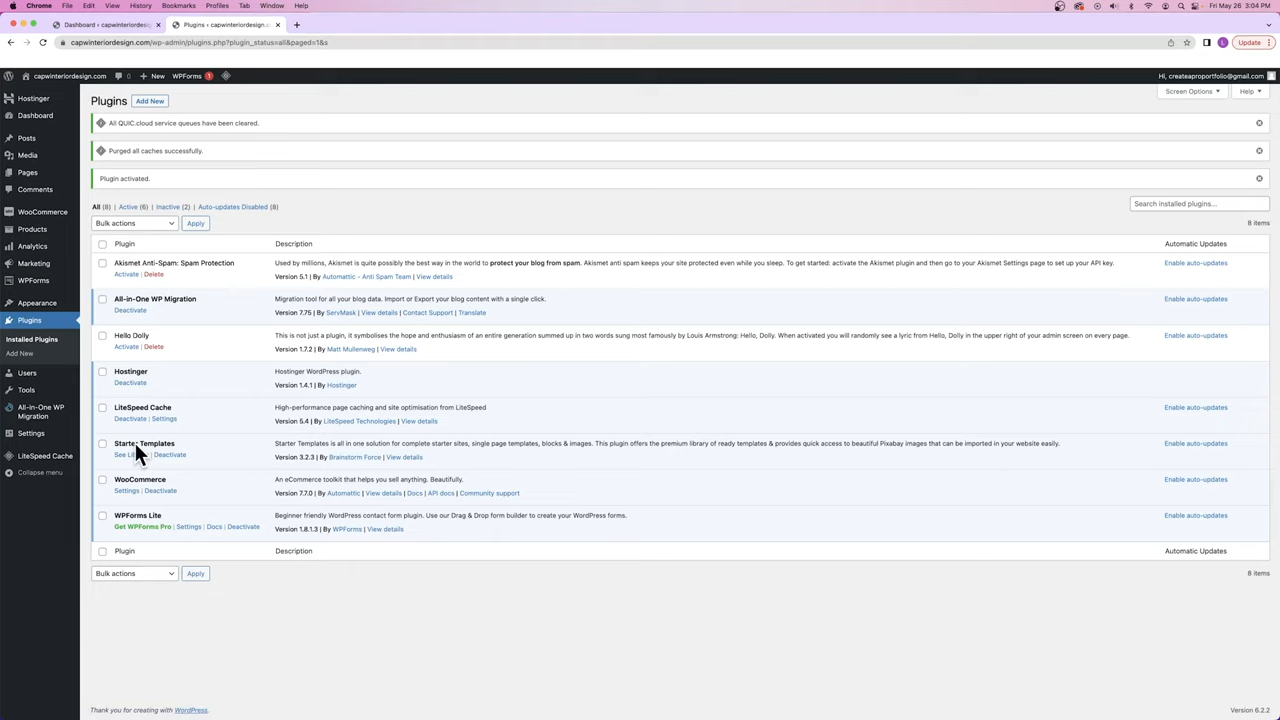 Chrome File Edit View History Bookmarks Profiles Tab Window Help Fri May 26 3:04 PM
Dashboard ‹ capwinteriordesig × Plugins ‹ capwinteriordesign. × +
capwinteriordesign.com/wp-admin/plugins.php?plugin_status=all&paged=1&s L Update
capwinteriordesign.com 0 + New WPForms 1 Hi, createaproportfolio@gmail.com
Screen Options ▼ Help ▼
Hostinger
Dashboard
Posts
Media
Pages
Comments
WooCommerce
Products
Analytics
Marketing
WPForms
Appearance
Plugins
Installed Plugins
Add New
Users
Tools
All-in-One WP
Migration
Settings
LiteSpeed Cache
Collapse menu
Plugins Add New
All QUIC.cloud service queues have been cleared.
Purged all caches successfully.
Plugin activated.
All (8) | Active (6) | Inactive (2) | Auto-updates Disabled (8)
Search installed plugins...
Bulk actions Apply 8 items
Plugin Description Automatic Updates
Akismet Anti-Spam: Spam Protection Used by millions, Akismet is quite possibly the best way in the world to protect your blog from spam. Akismet anti spam keeps your site protected even while you sleep. To get started: activate the Akismet plugin and then go to your Akismet Settings page to set up your API key. Enable auto-updates
Activate | Delete Version 5.1 | By Automattic - Anti Spam Team | View details
All-in-One WP Migration Migration tool for all your blog data. Import or Export your blog content with a single click. Enable auto-updates
Deactivate Version 7.75 | By ServMask | View details | Contact Support | Translate
Hello Dolly This is not just a plugin, it symbolises the hope and enthusiasm of an entire generation summed up in two words sung most famously by Louis Armstrong: Hello, Dolly. When activated you will randomly see a lyric from Hello, Dolly in the upper right of your admin screen on every page. Enable auto-updates
Activate | Delete Version 1.7.2 | By Matt Mullenweg | View details
Hostinger Hostinger WordPress plugin.
Deactivate Version 1.4.1 | By Hostinger
LiteSpeed Cache High-performance page caching and site optimisation from LiteSpeed Enable auto-updates
Deactivate | Settings Version 5.4 | By LiteSpeed Technologies | View details
Starter Templates Starter Templates is all in one solution for complete starter sites, single page templates, blocks & images. This plugin offers the premium library of ready templates & provides quick access to beautiful Pixabay images that can be imported in your website easily. Enable auto-updates
See Li | Deactivate Version 3.2.3 | By Brainstorm Force | View details
WooCommerce An eCommerce toolkit that helps you sell anything. Beautifully. Enable auto-updates
Settings | Deactivate Version 7.7.0 | By Automattic | View details | Docs | API docs | Community support
WPForms Lite Beginner friendly WordPress contact form plugin. Use our Drag & Drop form builder to create your WordPress forms. Enable auto-updates
Get WPForms Pro | Settings | Docs | Deactivate Version 1.8.1.3 | By WPForms | View details
Plugin Description Automatic Updates
Bulk actions Apply 8 items
Thank you for creating with WordPress. Version 6.2.2